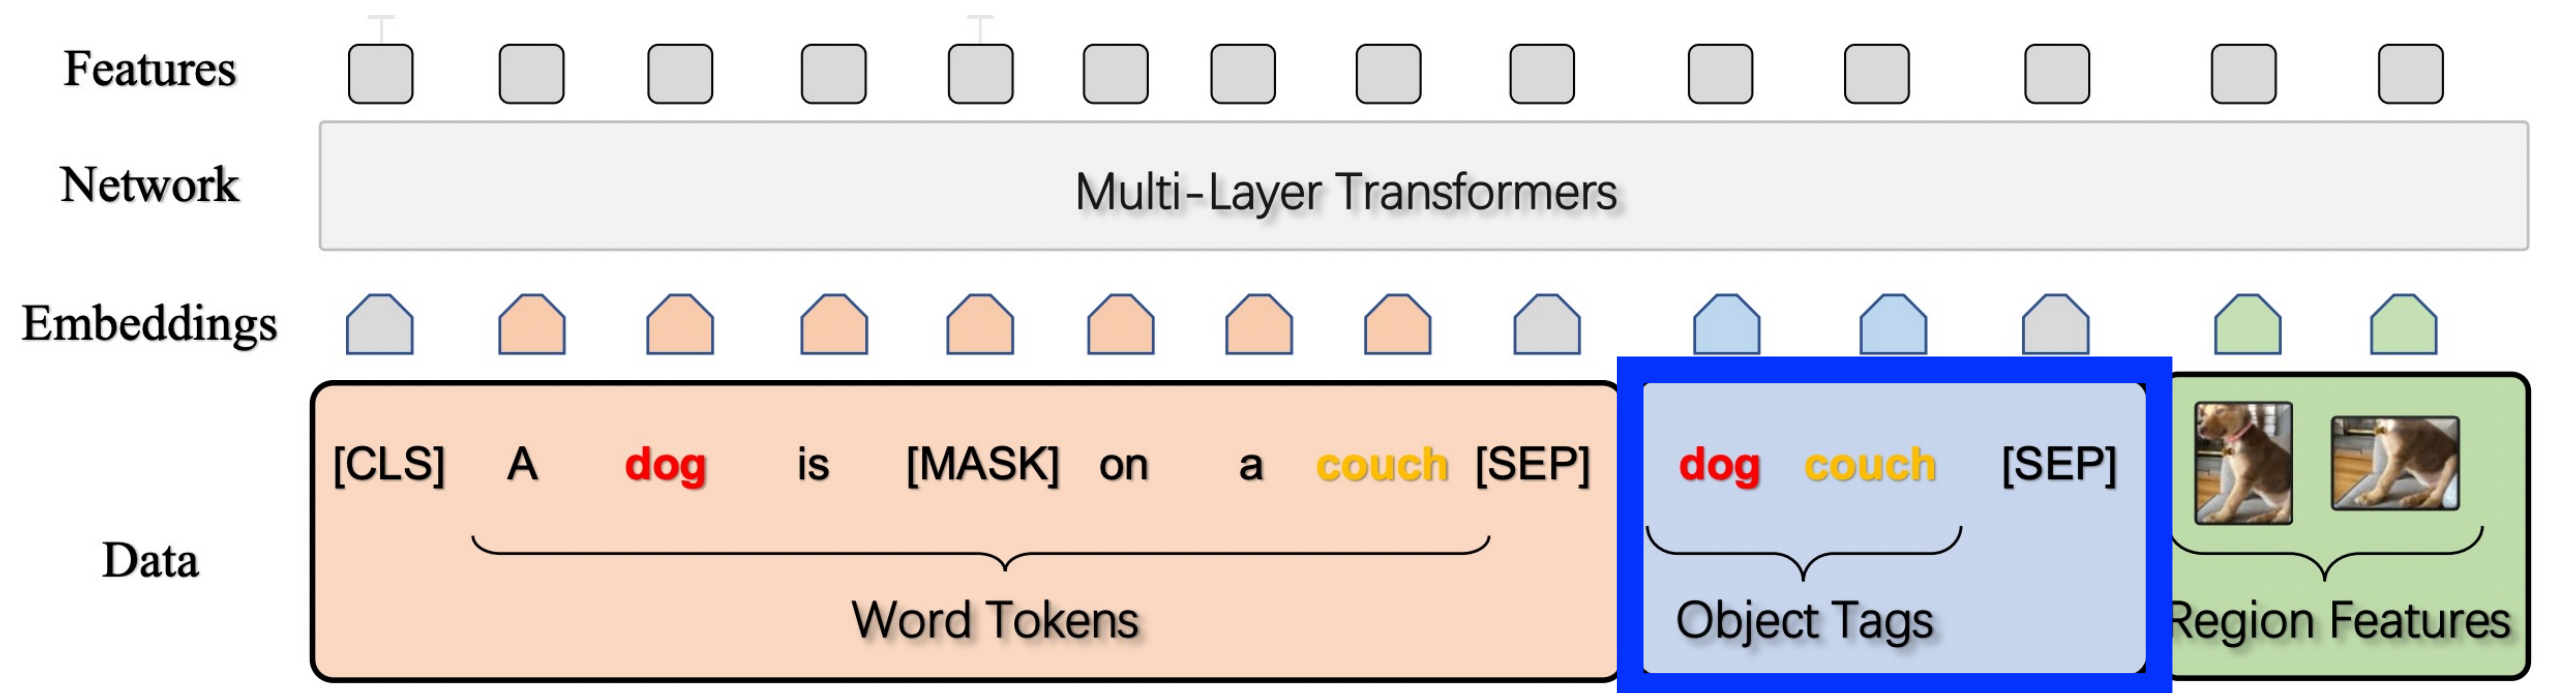 Features
Network
Multi-Layer Transformers
Embeddings
Data
[CLS] A dog is [MASK] on a couch [SEP] dog couch [SEP]
Word Tokens Object Tags Region Features